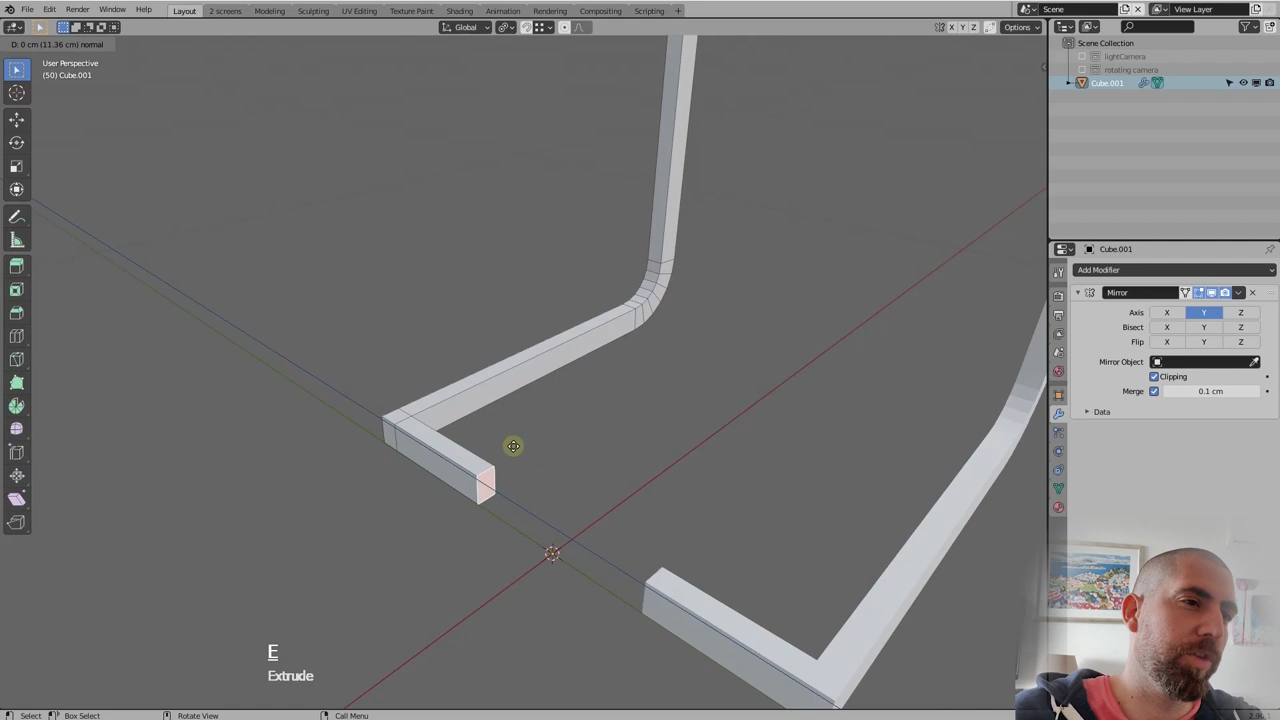 File Edit Render Window Help
Layout 2 screens Modeling Sculpting UV Editing Texture Paint Shading Animation Rendering Compositing Scripting +
Scene View Layer
Global X Y Z Options
D: 0 cm (11.36 cm) normal
User Perspective
(50) Cube.001
Scene Collection
lightCamera
rotating camera
Cube.001
Cube.001
Add Modifier
Mirror
Axis X Y Z
Bisect X Y Z
Flip X Y Z
Mirror Object
Clipping
Merge 0.1 cm
Data
E
Extrude
Select Box Select Rotate View Call Menu